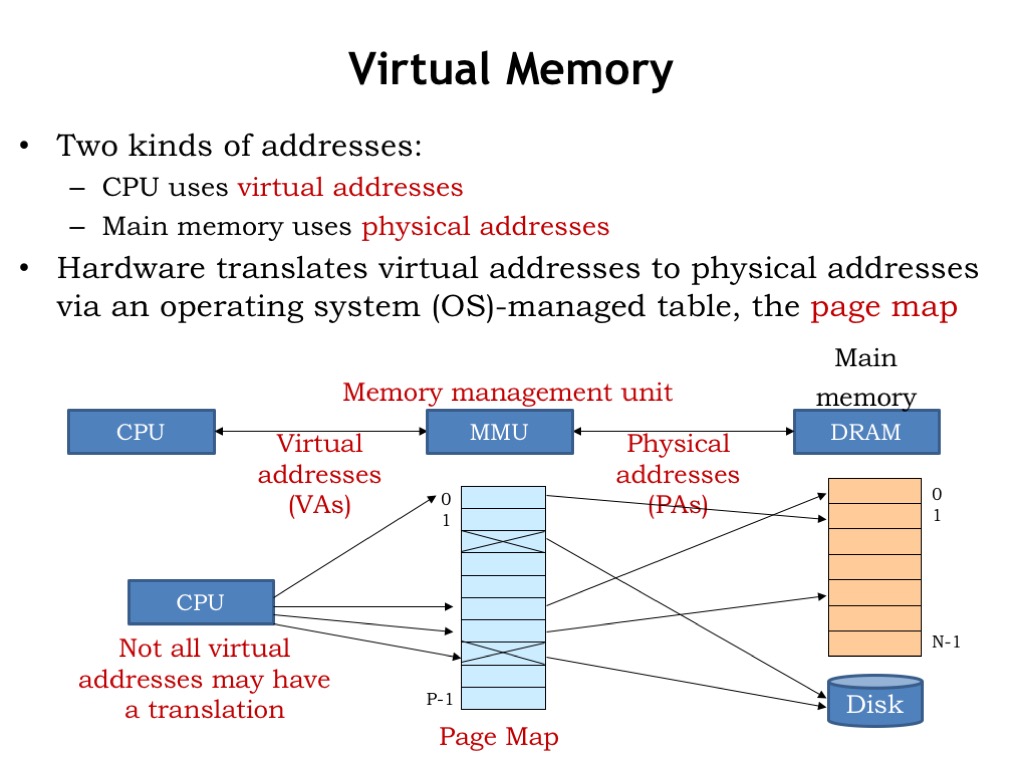 Virtual Memory
• Two kinds of addresses:
– CPU uses virtual addresses
– Main memory uses physical addresses
• Hardware translates virtual addresses to physical addresses
via an operating system (OS)-managed table, the page map
Main
memory
Memory management unit
CPU
MMU
DRAM
Virtual
addresses
(VAs)
Physical
addresses
(PAs)
0
1
0
1
CPU
Not all virtual
addresses may have
a translation
N-1
P-1
Disk
Page Map